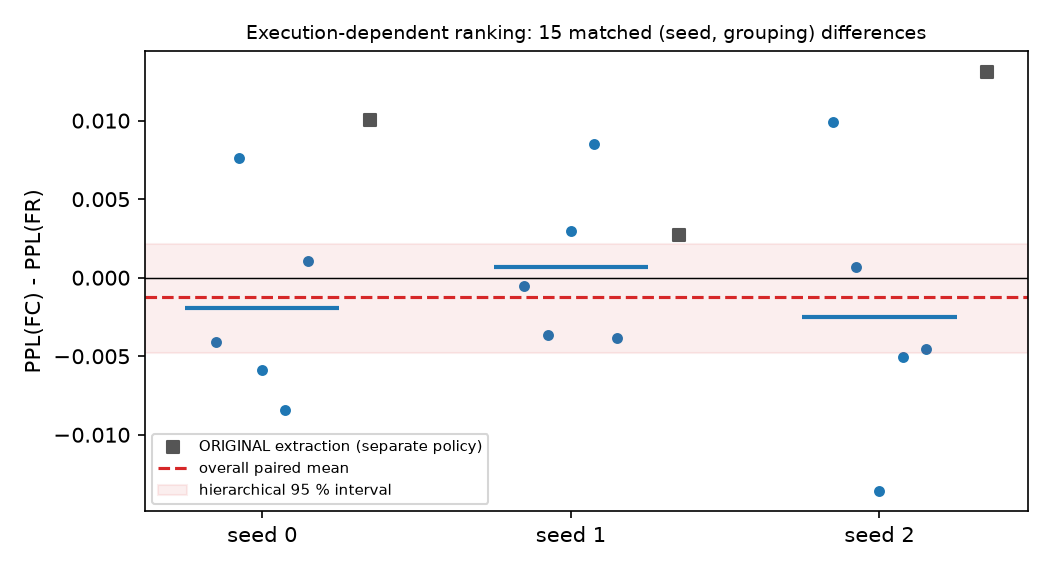 Execution-dependent ranking: 15 matched (seed, grouping) differences
PPL(FC) - PPL(FR)
0.010
0.005
0.000
−0.005
−0.010
ORIGINAL extraction (separate policy)
overall paired mean
hierarchical 95 % interval
seed 0
seed 1
seed 2